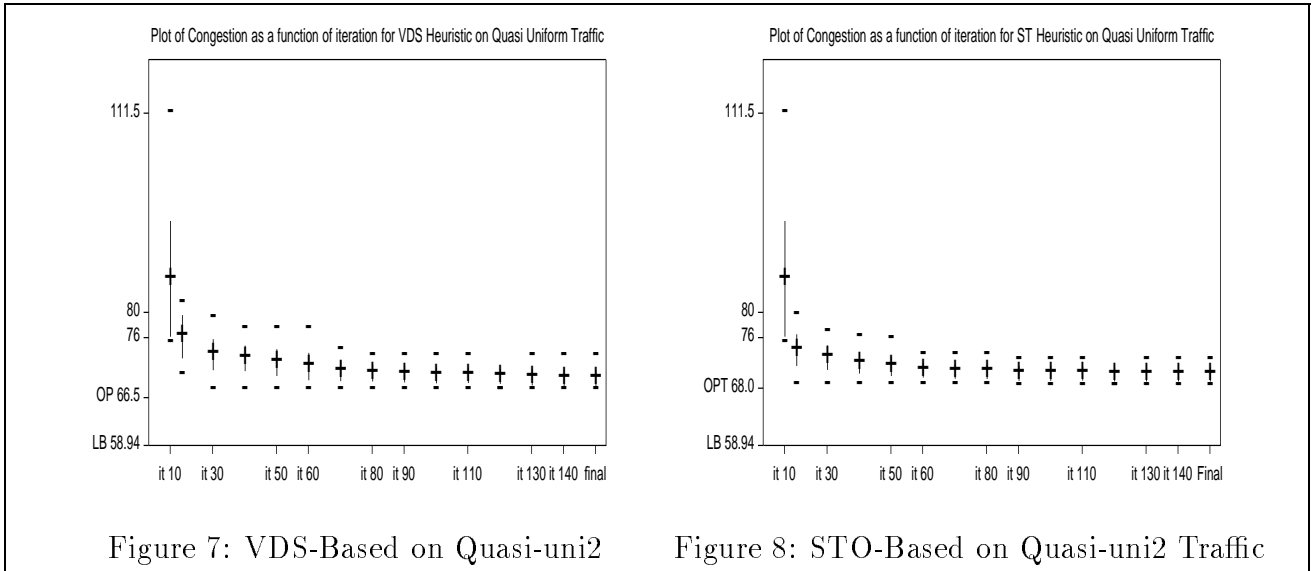 Plot of Congestion as a function of iteration for VDS Heuristic on Quasi Uniform Traffic
111.5
80
76
OP 66.5
LB 58.94
it 10 it 30 it 50 it 60 it 80 it 90 it 110 it 130 it 140 final
Figure 7: VDS-Based on Quasi-uni2
Plot of Congestion as a function of iteration for ST Heuristic on Quasi Uniform Traffic
111.5
80
76
OPT 68.0
LB 58.94
it 10 it 30 it 50 it 60 it 80 it 90 it 110 it 130 it 140 Final
Figure 8: STO-Based on Quasi-uni2 Traffic